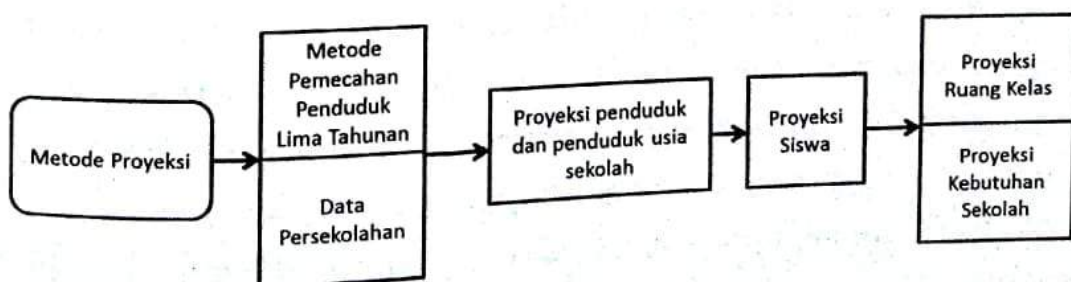 Metode Proyeksi
Metode
Pemecahan
Penduduk
Lima Tahunan
Data
Persekolahan
Proyeksi penduduk
dan penduduk usia
sekolah
Proyeksi
Siswa
Proyeksi
Ruang Kelas
Proyeksi
Kebutuhan
Sekolah